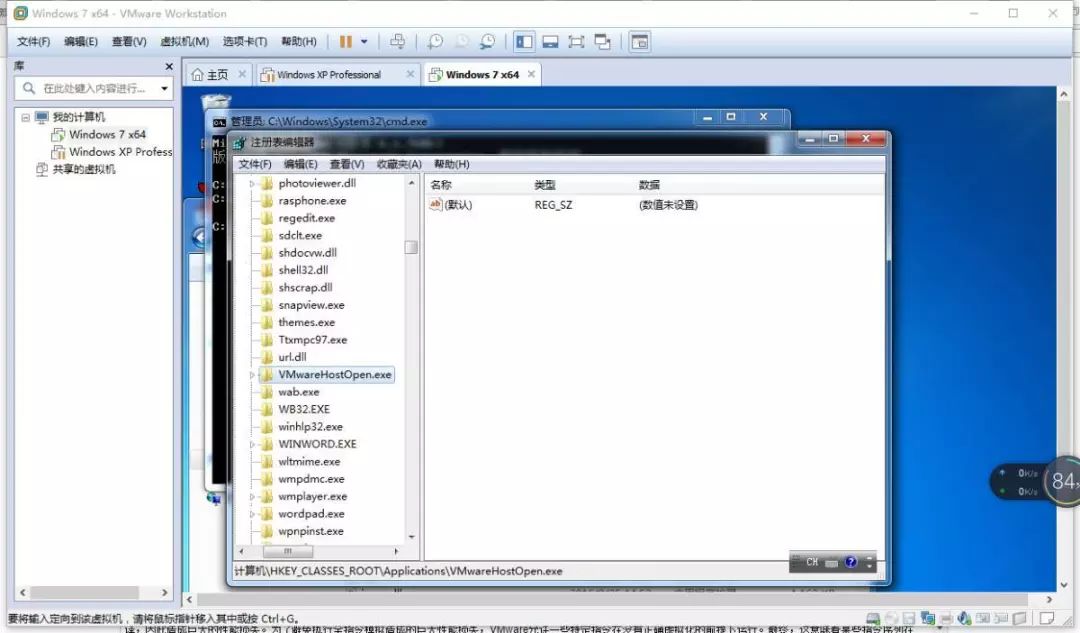 Windows 7 x64 - VMware Workstation
文件(F) 编辑(E) 查看(V) 虚拟机(M) 选项卡(T) 帮助(H)
库
在此处键入内容进行...
我的计算机
Windows 7 x64
Windows XP Profess
共享的虚拟机
主页
Windows XP Professional
Windows 7 x64
管理员: C:\Windows\System32\cmd.exe
Mi
版
C:
C:
C:
注册表编辑器
文件(F) 编辑(E) 查看(V) 收藏夹(A) 帮助(H)
photoviewer.dll
rasphone.exe
regedit.exe
sdclt.exe
shdocvw.dll
shell32.dll
shscrap.dll
snapview.exe
themes.exe
Ttxmpc97.exe
url.dll
VMwareHostOpen.exe
wab.exe
WB32.EXE
winhlp32.exe
WINWORD.EXE
wltmime.exe
wmpdmc.exe
wmplayer.exe
wordpad.exe
wpnpinst.exe
名称 类型 数据
ab (默认) REG_SZ (数值未设置)
计算机\HKEY_CLASSES_ROOT\Applications\VMwareHostOpen.exe
CH
0K/s
0K/s
84
要将输入定向到该虚拟机，请将鼠标指针移入其中或按 Ctrl+G。